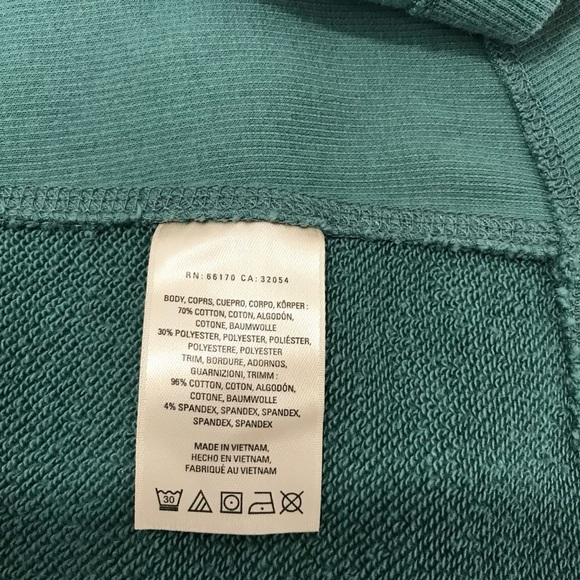 RN: 66170 CA: 32054
BODY, COPRS, CUEPRO, CORPO, KÖRPER :
70% COTTON, COTON, ALGODÓN,
COTONE, BAUMWOLLE
30% POLYESTER, POLYESTER, POLIÉSTER,
POLYESTERE, POLYESTER
TRIM, BORDURE, ADORNOS,
GUARNIZIONI, TRIMM :
96% COTTON, COTON, ALGODÓN,
COTONE, BAUMWOLLE
4% SPANDEX, SPANDEX, SPANDEX,
SPANDEX, SPANDEX
MADE IN VIETNAM,
HECHO EN VIETNAM,
FABRIQUÉ AU VIETNAM
30